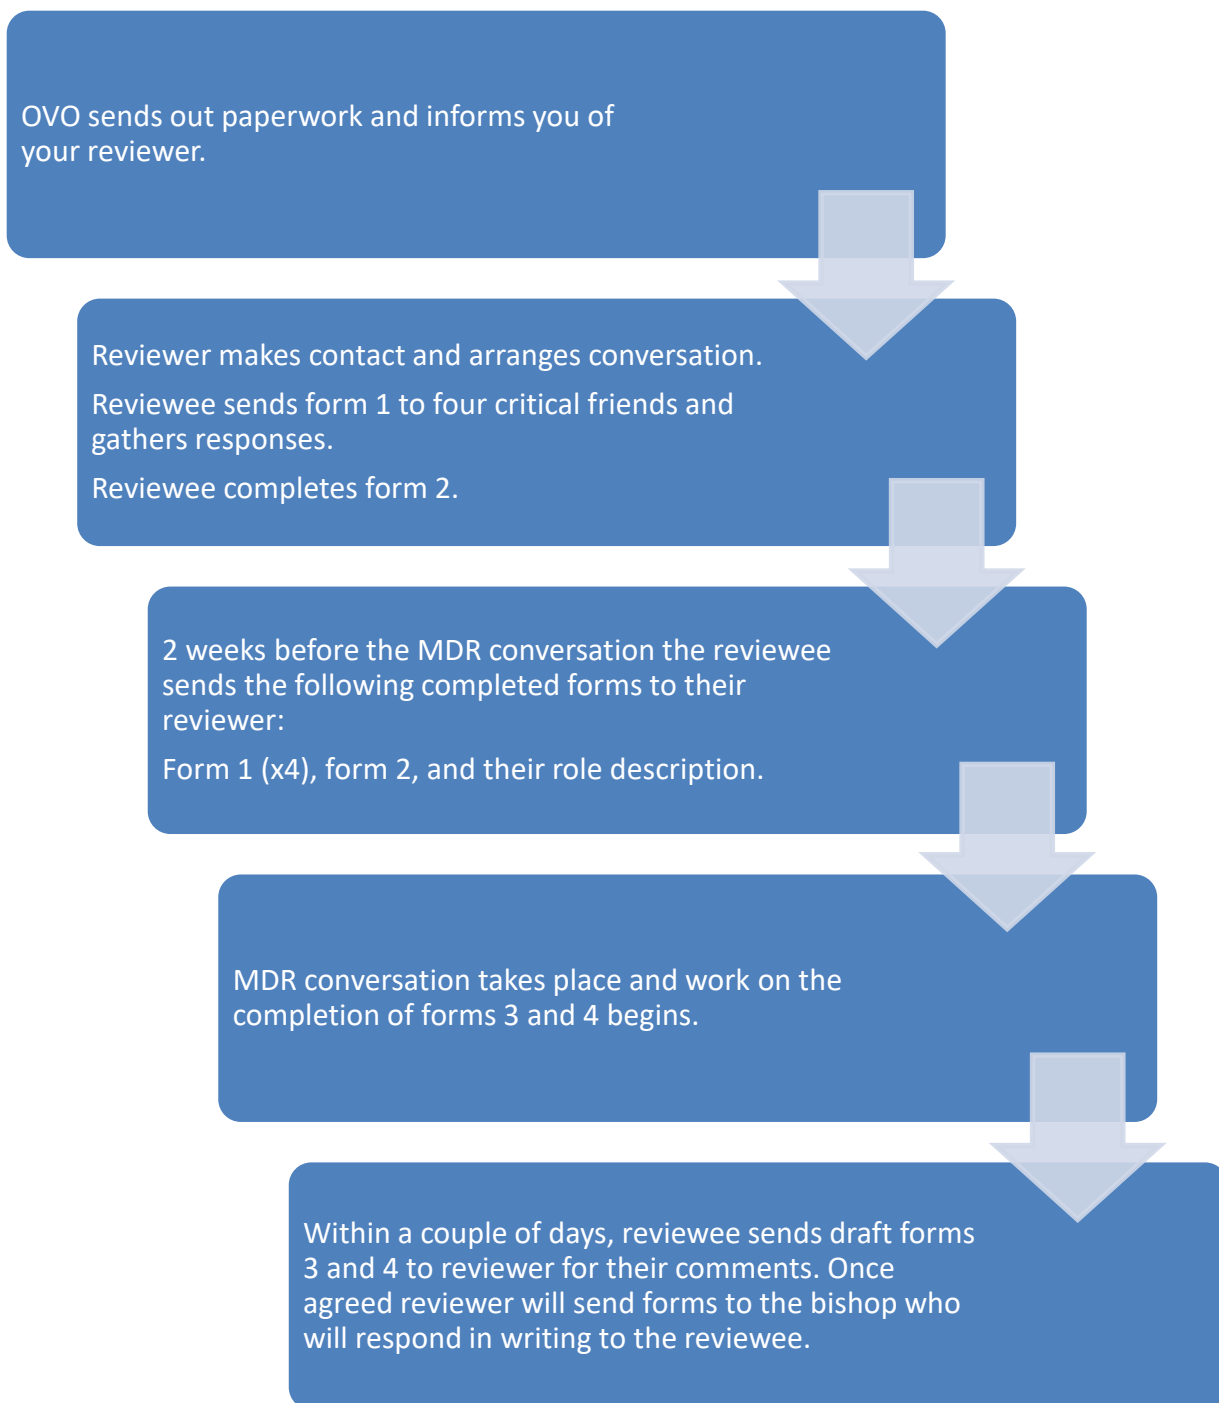 OVO sends out paperwork and informs you of
your reviewer.
Reviewer makes contact and arranges conversation.
Reviewee sends form 1 to four critical friends and
gathers responses.
Reviewee completes form 2.
2 weeks before the MDR conversation the reviewee
sends the following completed forms to their
reviewer:
Form 1 (x4), form 2, and their role description.
MDR conversation takes place and work on the
completion of forms 3 and 4 begins.
Within a couple of days, reviewee sends draft forms
3 and 4 to reviewer for their comments. Once
agreed reviewer will send forms to the bishop who
will respond in writing to the reviewee.